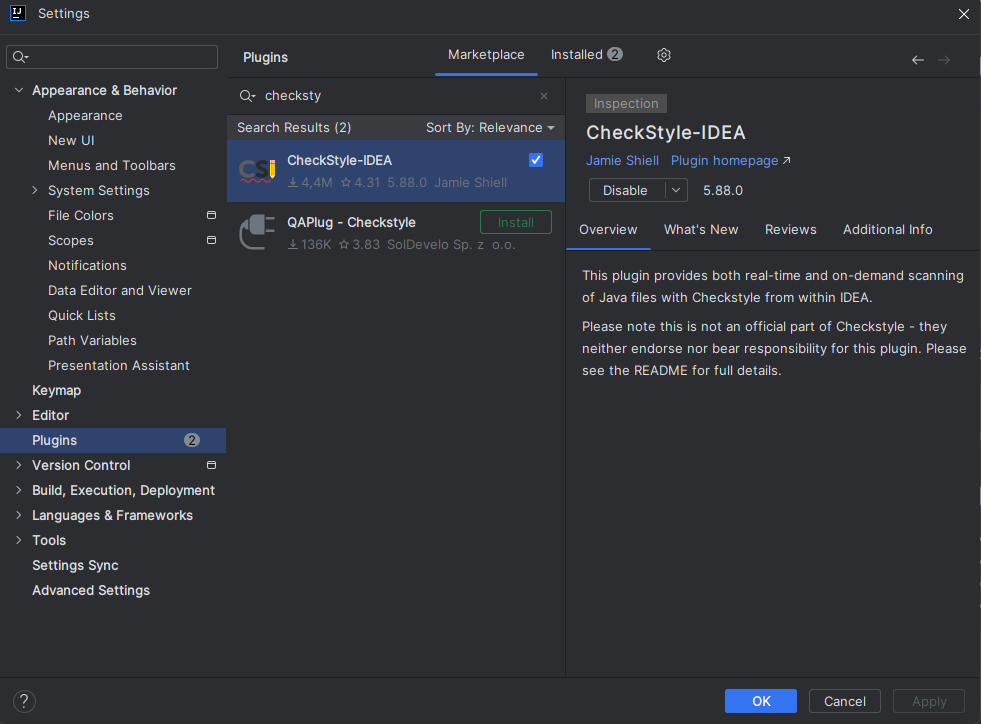 Settings
Appearance & Behavior
Appearance
New UI
Menus and Toolbars
System Settings
File Colors
Scopes
Notifications
Data Editor and Viewer
Quick Lists
Path Variables
Presentation Assistant
Keymap
Editor
Plugins 2
Version Control
Build, Execution, Deployment
Languages & Frameworks
Tools
Settings Sync
Advanced Settings
Plugins
Marketplace Installed 2
checksty
Search Results (2) Sort By: Relevance
CheckStyle-IDEA
4,4M 4.31 5.88.0 Jamie Shiell
QAPlug - Checkstyle Install
136K 3.83 SolDevelo Sp. z o.o.
Inspection
CheckStyle-IDEA
Jamie Shiell Plugin homepage ↗
Disable 5.88.0
Overview What's New Reviews Additional Info
This plugin provides both real-time and on-demand scanning
of Java files with Checkstyle from within IDEA.
Please note this is not an official part of Checkstyle - they
neither endorse nor bear responsibility for this plugin. Please
see the README for full details.
? OK Cancel Apply